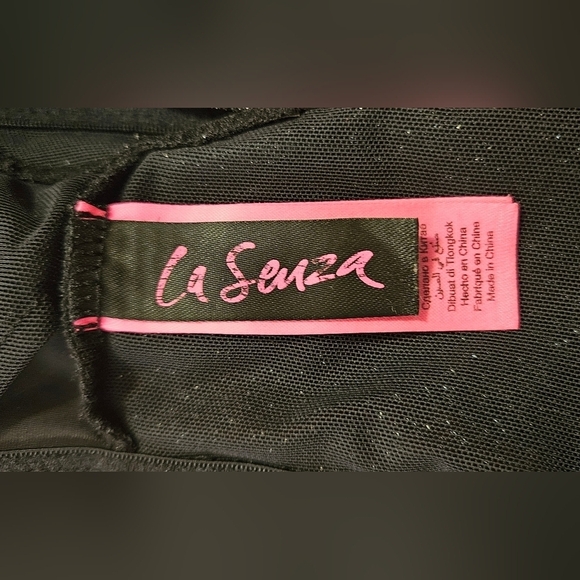 La Senza
Сделано в Китае
صنع في الصين
Dibuat di Tiongkok
Hecho en China
Fabriqué en Chine
Made in China